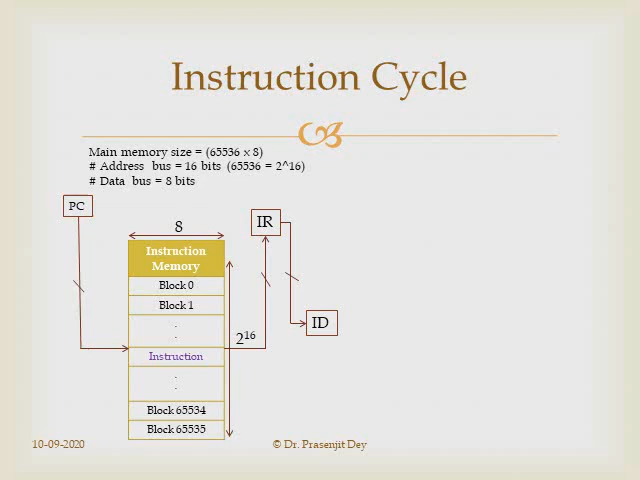 Instruction Cycle
Main memory size = (65536 x 8)
# Address bus = 16 bits (65536 = 2^16)
# Data bus = 8 bits
PC
8
IR
Instruction
Memory
Block 0
Block 1
.
.
ID
2^16
Instruction
.
.
Block 65534
Block 65535
10-09-2020
© Dr. Prasenjit Dey